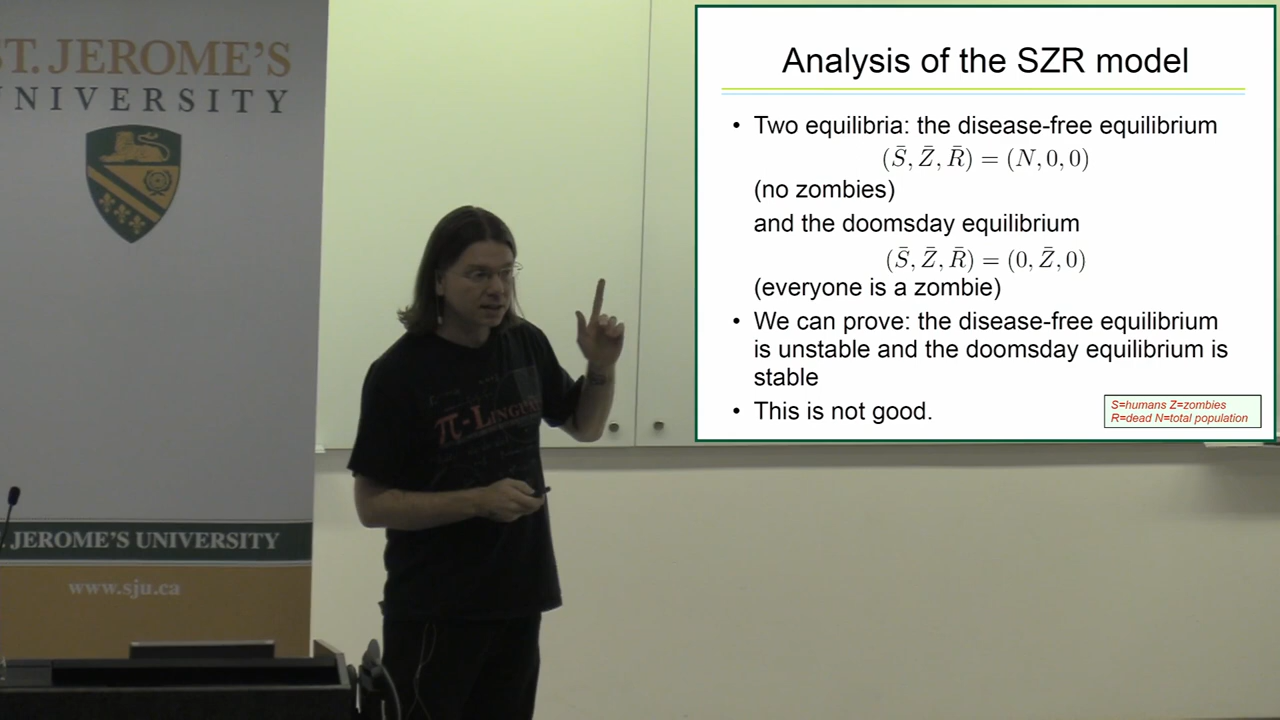 T. JEROME'S
UNIVERSITY
JEROME'S UNIVERSITY
www.sju.ca
π-LINGU
Analysis of the SZR model
• Two equilibria: the disease-free equilibrium
(S̄, Z̄, R̄) = (N, 0, 0)
(no zombies)
and the doomsday equilibrium
(S̄, Z̄, R̄) = (0, Z̄, 0)
(everyone is a zombie)
• We can prove: the disease-free equilibrium
is unstable and the doomsday equilibrium is
stable
• This is not good.
S=humans Z=zombies
R=dead N=total population